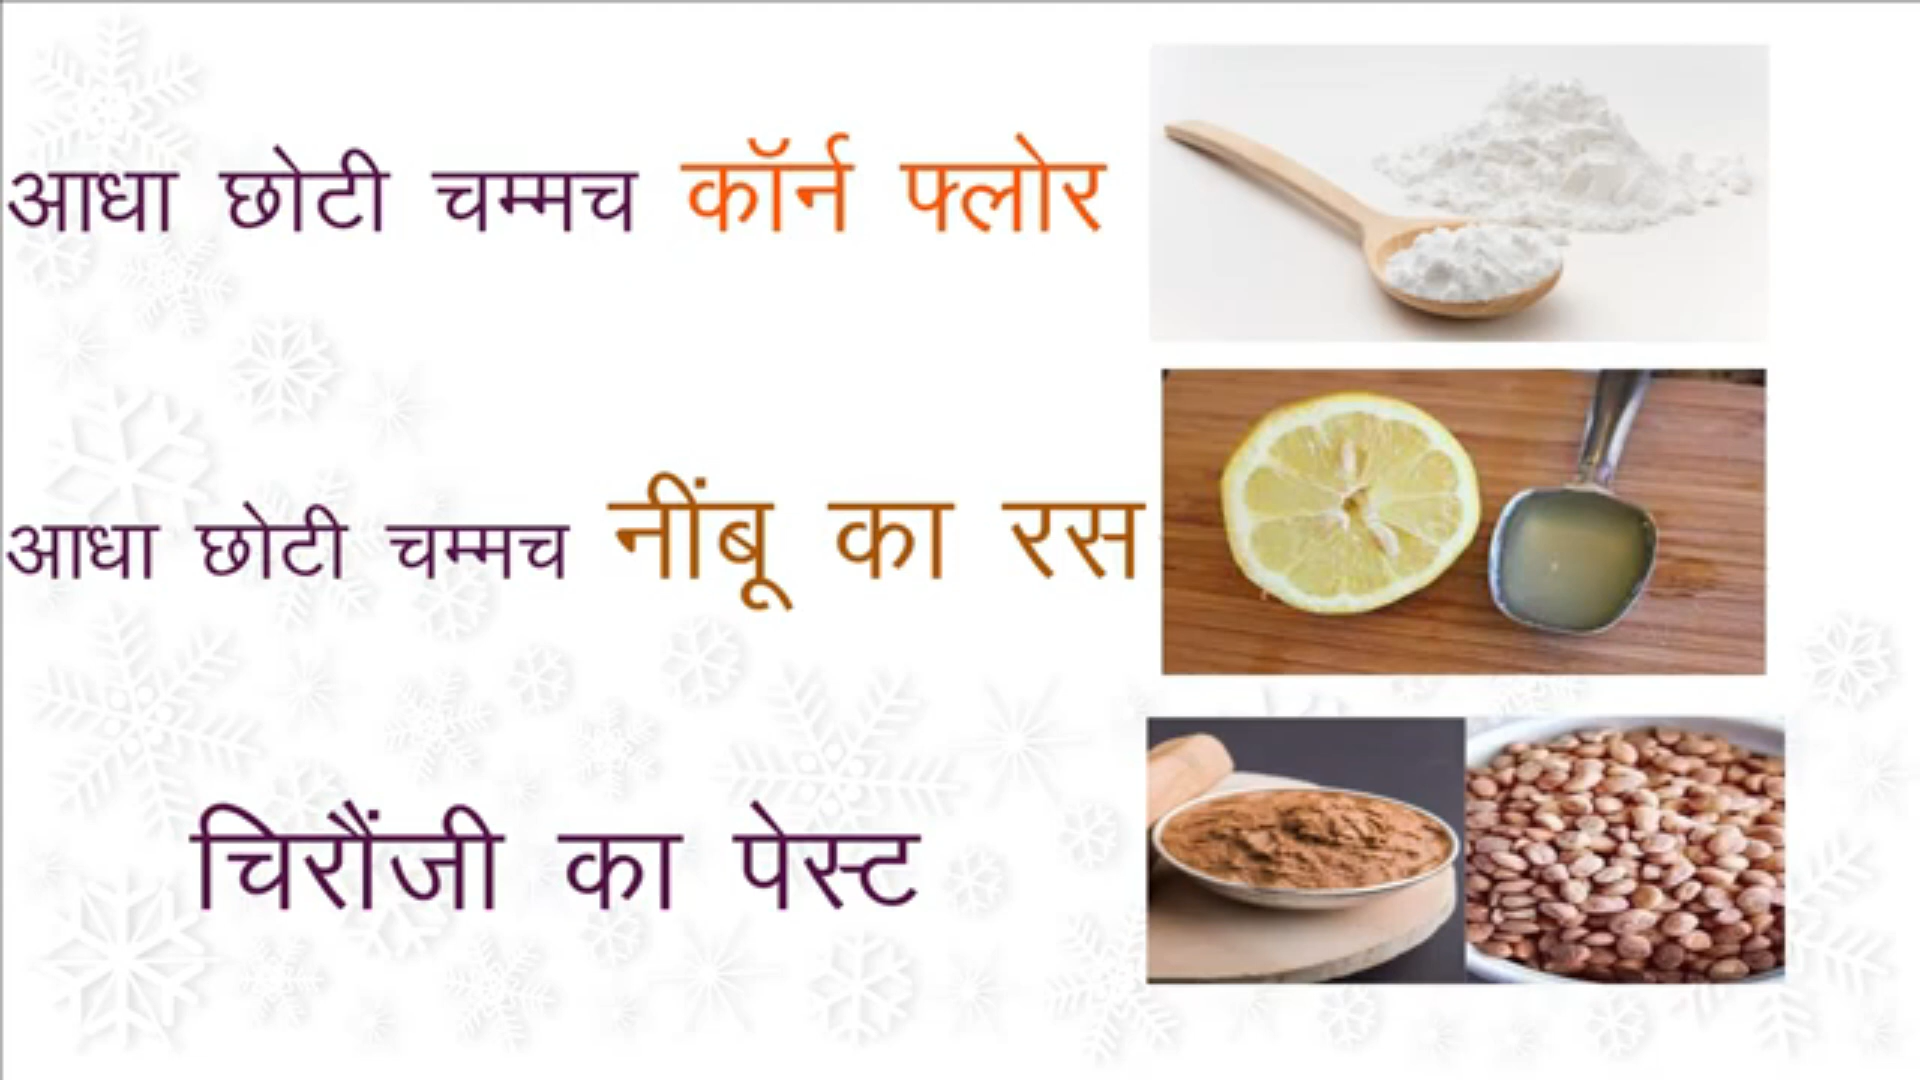 आधा छोटी चम्मच कॉर्न फ्लोर
आधा छोटी चम्मच नींबू का रस
चिरौंजी का पेस्ट